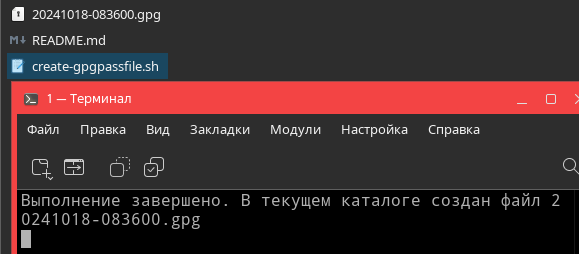 20241018-083600.gpg
README.md
create-gpgpassfile.sh
1 — Терминал
Файл Правка Вид Закладки Модули Настройка Справка
Выполнение завершено. В текущем каталоге создан файл 2
0241018-083600.gpg